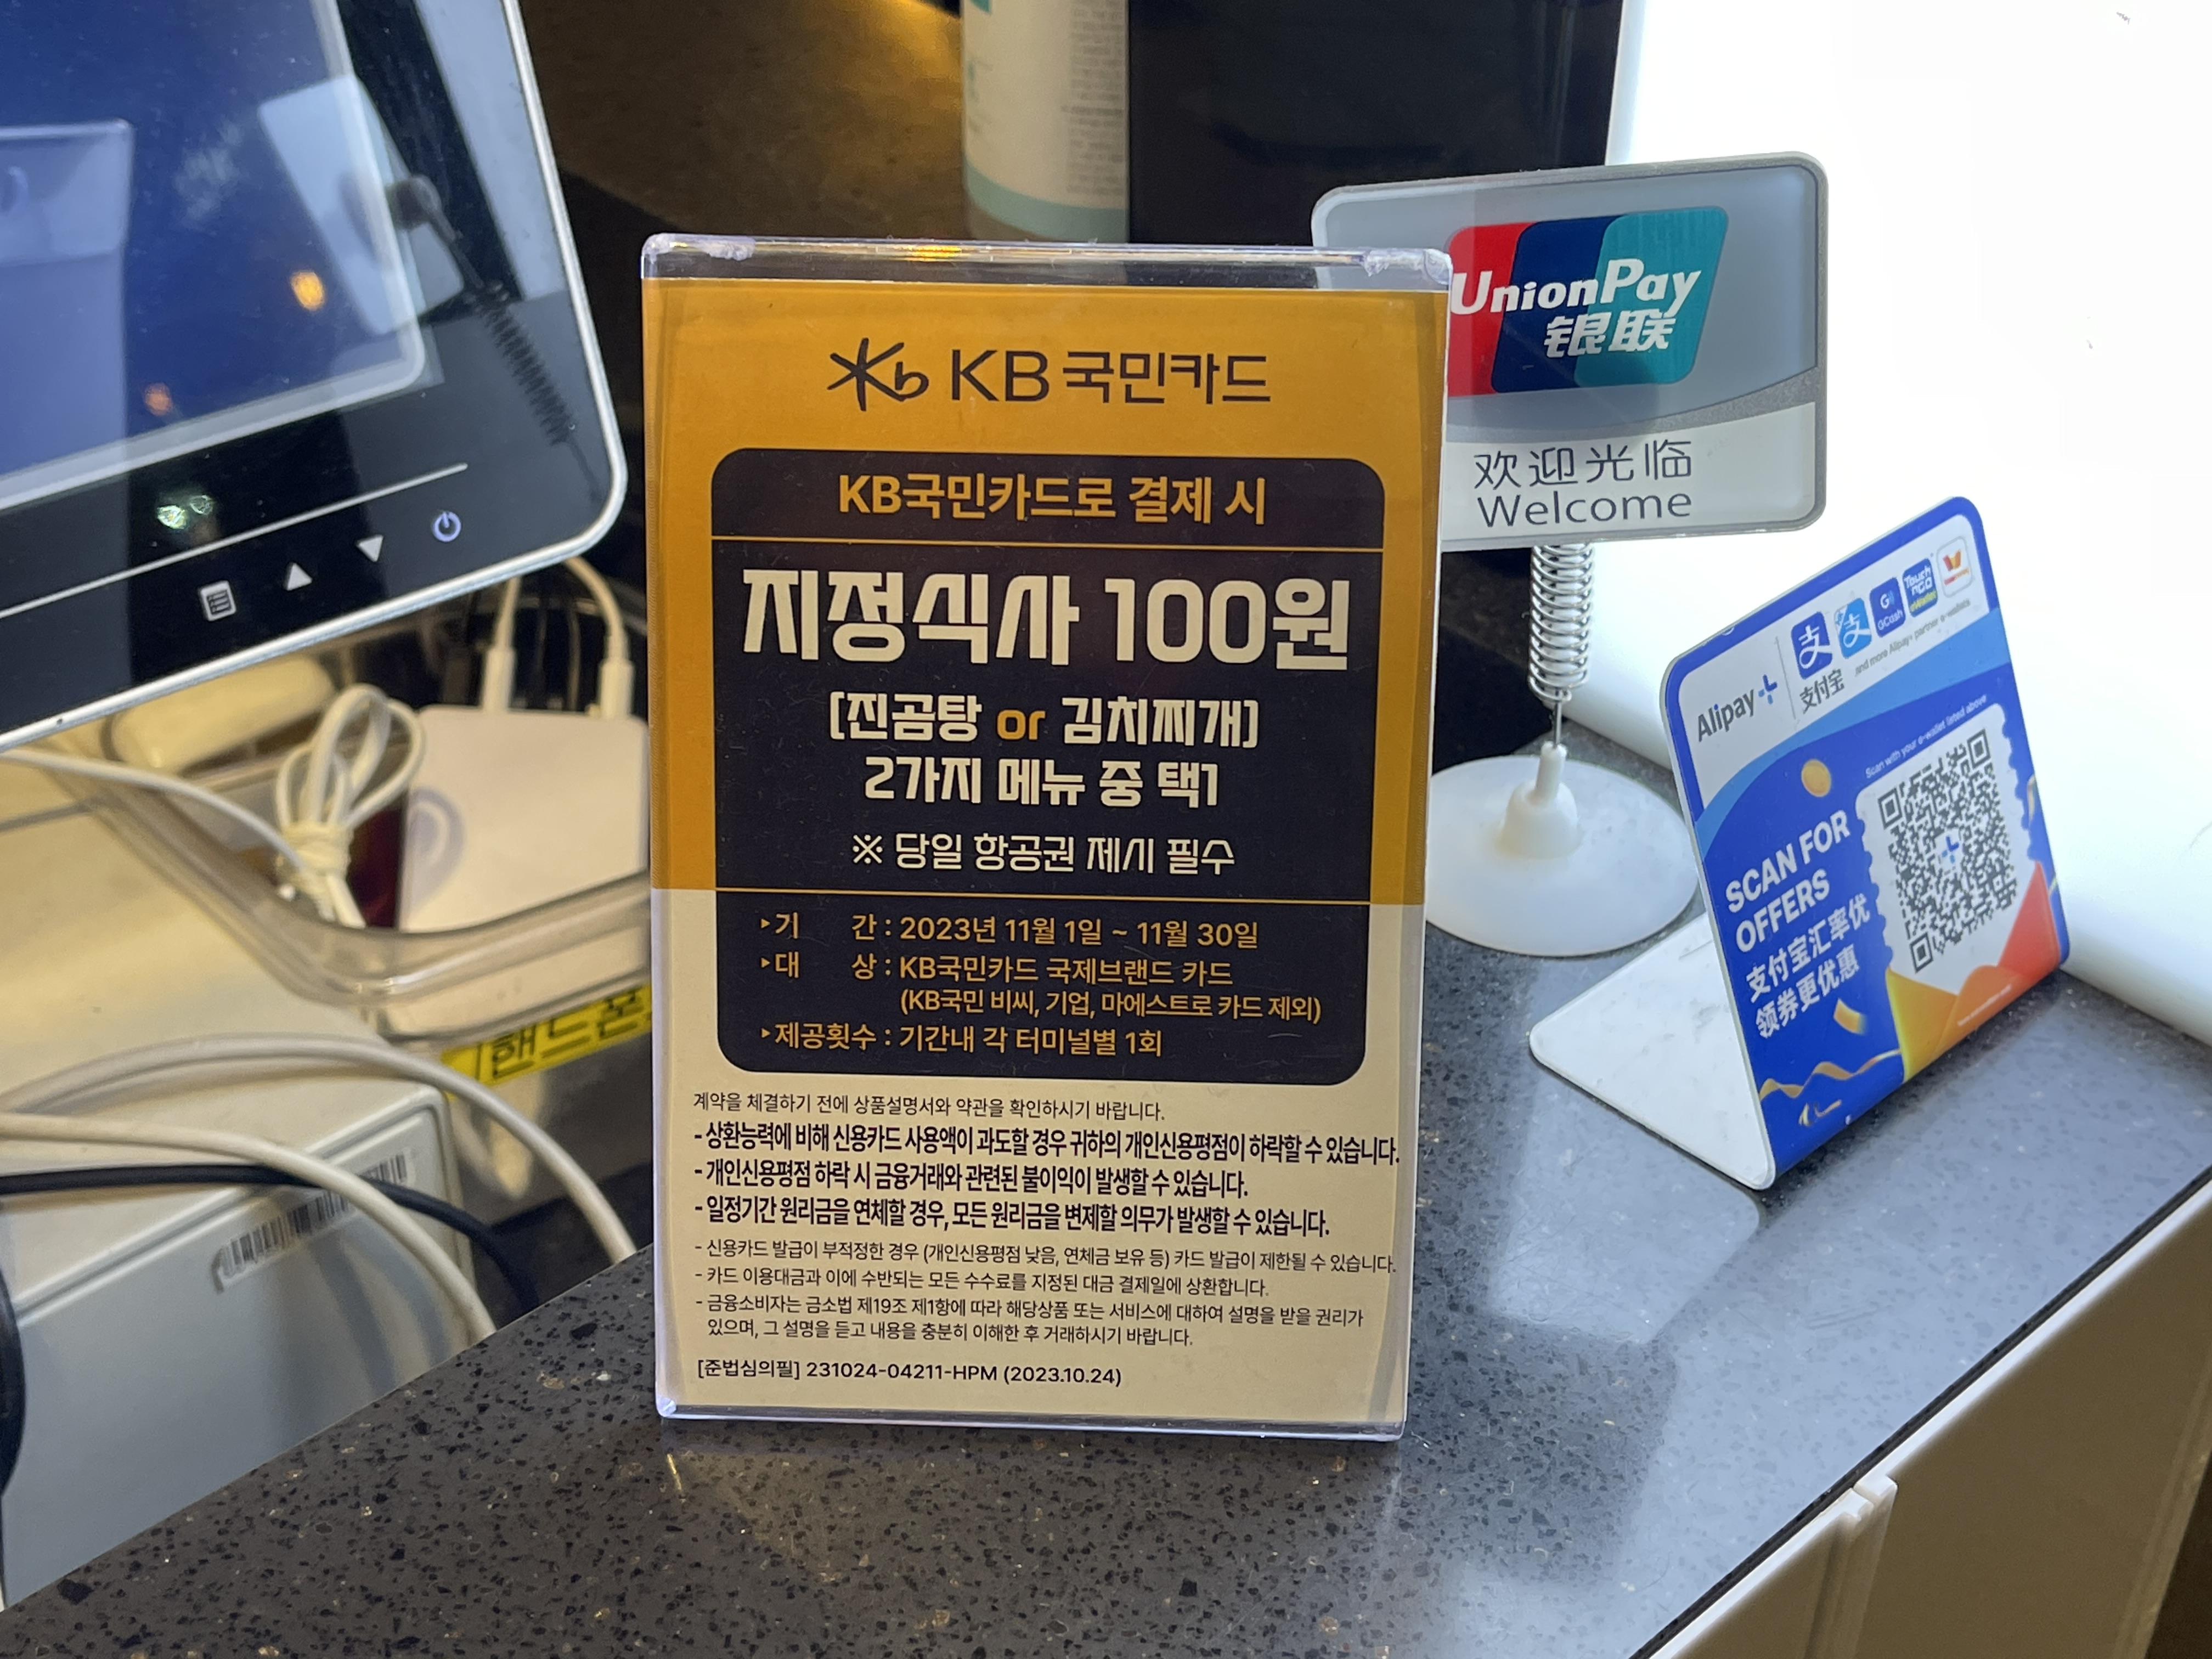 Kb KB국민카드
KB국민카드로 결제 시
지정식사 100원
[진곰탕 or 김치찌개]
2가지 메뉴 중 택1
※ 당일 항공권 제시 필수
▸기 간 : 2023년 11월 1일 ~ 11월 30일
▸대 상 : KB국민카드 국제브랜드 카드
(KB국민 비씨, 기업, 마에스트로 카드 제외)
▸제공횟수 : 기간내 각 터미널별 1회
계약을 체결하기 전에 상품설명서와 약관을 확인하시기 바랍니다.
- 상환능력에 비해 신용카드 사용액이 과도할 경우 귀하의 개인신용평점이 하락할 수 있습니다.
- 개인신용평점 하락 시 금융거래와 관련된 불이익이 발생할 수 있습니다.
- 일정기간 원리금을 연체할 경우, 모든 원리금을 변제할 의무가 발생할 수 있습니다.
- 신용카드 발급이 부적정한 경우 (개인신용평점 낮음, 연체금 보유 등) 카드 발급이 제한될 수 있습니다.
- 카드 이용대금과 이에 수반되는 모든 수수료를 지정된 대금 결제일에 상환합니다.
- 금융소비자는 금소법 제19조 제1항에 따라 해당상품 또는 서비스에 대하여 설명을 받을 권리가
있으며, 그 설명을 듣고 내용을 충분히 이해한 후 거래하시기 바랍니다.
[준법심의필] 231024-04211-HPM (2023.10.24)
UnionPay
银联
欢迎光临
Welcome
Alipay+
支 支付宝
支
GCash
Touch
eWallet
and more Alipay+ partner e-wallets
Scan with your e-wallet listed above
SCAN FOR
OFFERS
支付宝汇率优
领券更优惠
핸드폰